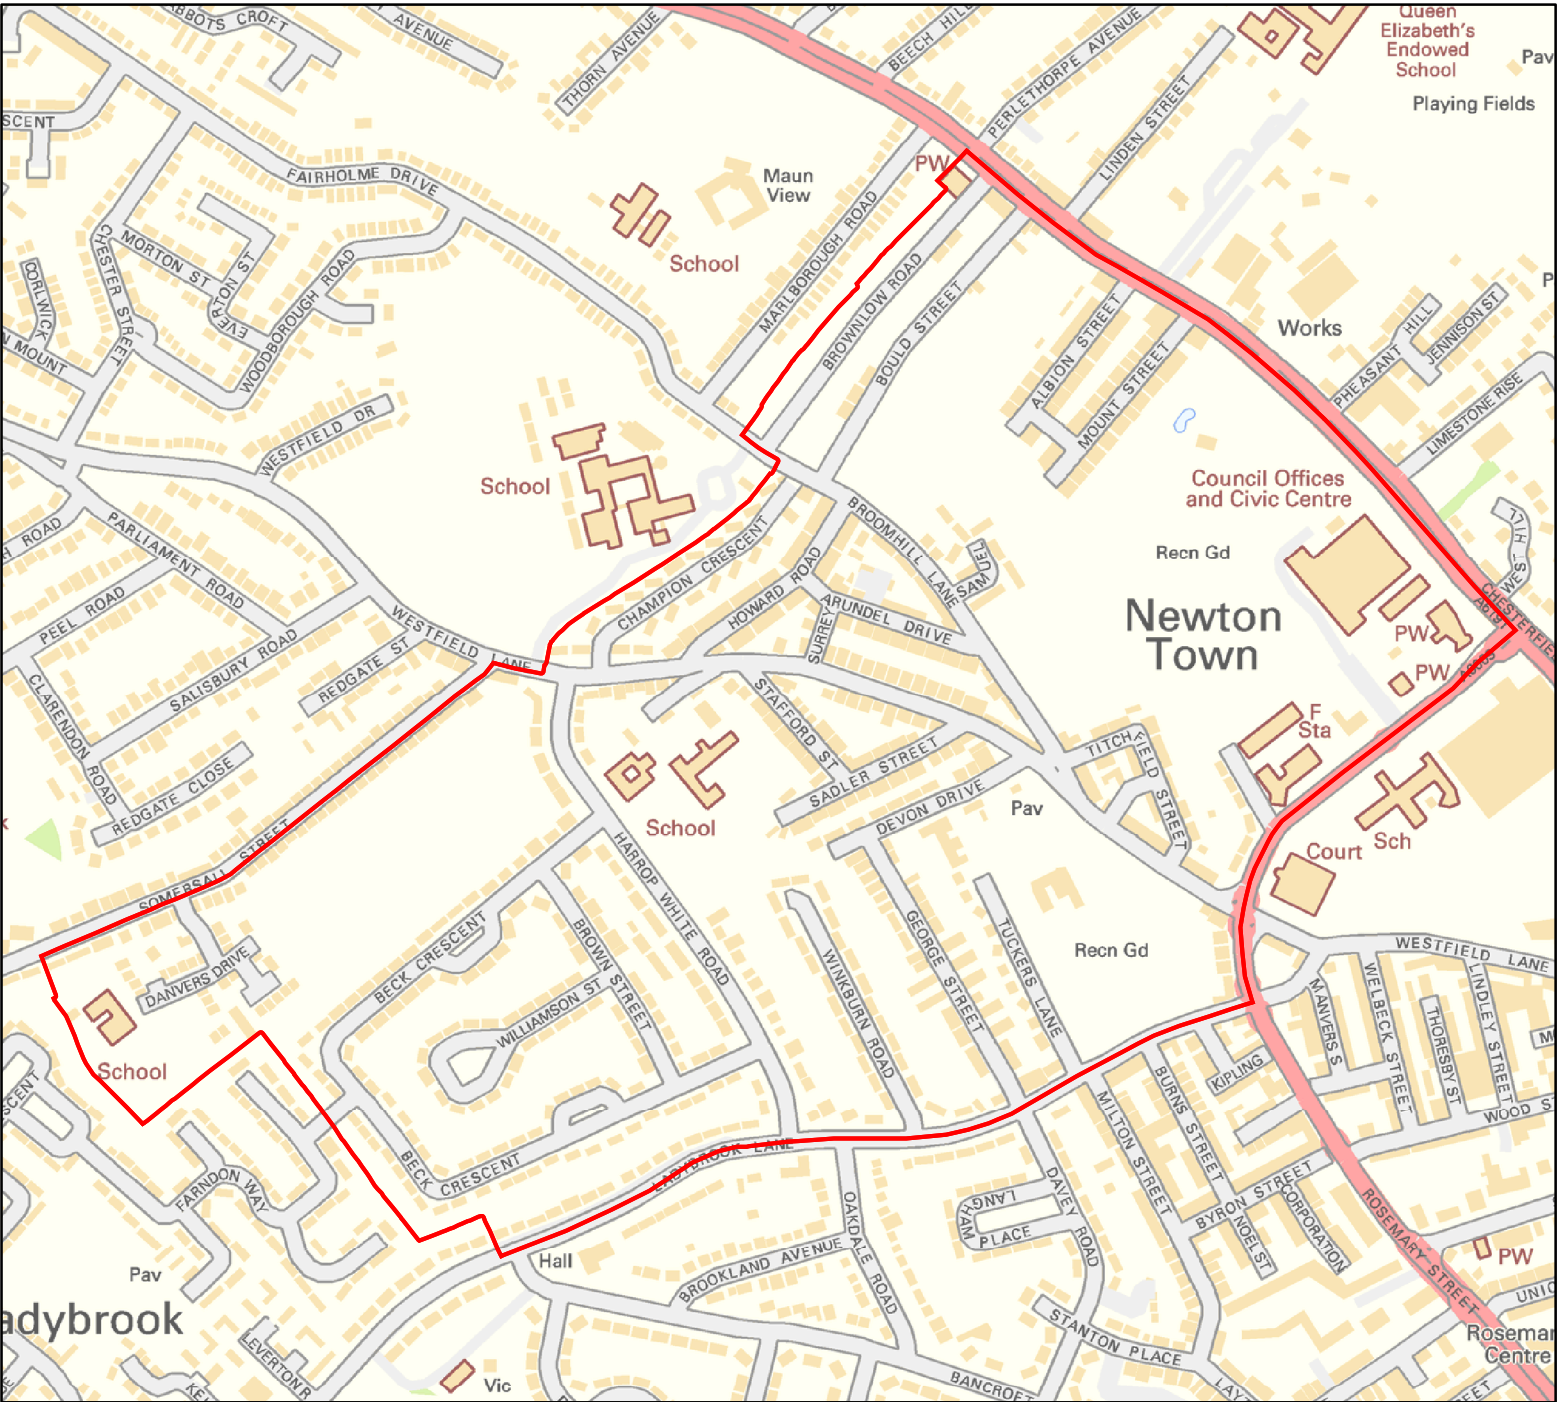 ABBOTS CROFT
AVENUE
THORN AVENUE
BEECH HILL
PERLETHORPE AVENUE
LINDEN STREET
Queen
Elizabeth's
Endowed
School
Pav
Playing Fields
SCENT
FAIRHOLME DRIVE
PW
Maun
View
School
MARLBOROUGH ROAD
CHESTER STREET
MORTON ST
EVERTON ST
WOODBOROUGH ROAD
CORLWICK
N MOUNT
BROWNLOW ROAD
BOULD STREET
ALBION STREET
MOUNT STREET
Works
PHEASANT HILL
JENNISON ST
LIMESTONE RISE
WESTFIELD DR
School
Council Offices
and Civic Centre
H ROAD
PARLIAMENT ROAD
PEEL ROAD
BROOMHILL LANE
SAMUEL
Recn Gd
CHAMPION CRESCENT
HOWARD ROAD
ARUNDEL DRIVE
SURREY
Newton
Town
CHESTERFIE
A6191
PW
PW
WESTFIELD LANE
SALISBURY ROAD
REDGATE ST
CLARENDON ROAD
REDGATE CLOSE
STAFFORD ST
SADLER STREET
DEVON DRIVE
TITCHFIELD STREET
F
Sta
Pav
School
Sch
Court
SOMERSALL STREET
HARROP WHITE ROAD
BECK CRESCENT
BROWN STREET
WILLIAMSON ST
DANVERS DRIVE
WINKBURN ROAD
GEORGE STREET
TUCKERS LANE
Recn Gd
WESTFIELD LANE
MANVERS S
WELBECK STREET
THORESBY ST
LINDLEY STREET
WOOD S
School
SCENT
KIPLING
BURNS STREET
MILTON STREET
BECK
CRESCENT
LADYBROOK LANE
FARNDON WAY
OAKDALE ROAD
LANGHAM
PLACE
DAVEY ROAD
BYRON STREET
NOEL ST
CORPORATION
ROSEMARY STREET
PW
Hall
BROOKLAND AVENUE
Pav
adybrook
STANTON PLACE
UNIO
Rosemar
Centre
LEVERTON R
Vic
BANCROFT
LAYT
REET